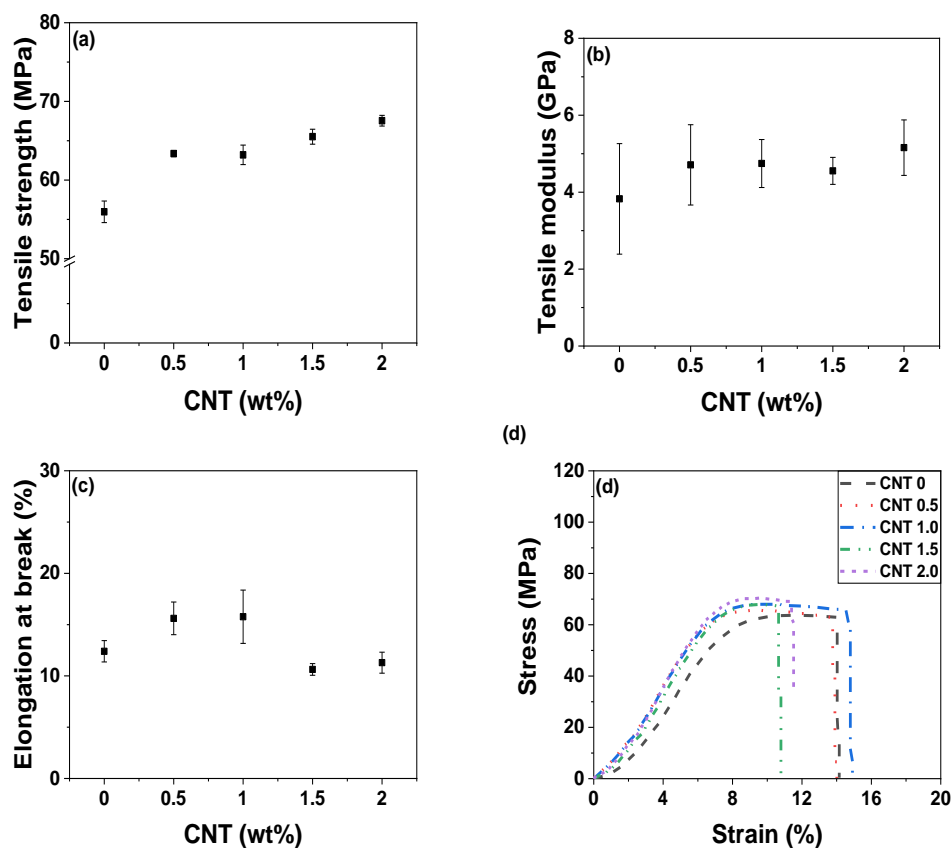 (a)
Tensile strength (MPa)
80
70
60
50
0
0 0.5 1 1.5 2
CNT (wt%)
(b)
Tensile modulus (GPa)
8
6
4
2
0
0 0.5 1 1.5 2
CNT (wt%)
(c)
Elongation at break (%)
30
20
10
0
0 0.5 1 1.5 2
CNT (wt%)
(d)
(d)
Stress (MPa)
120
100
80
60
40
20
0
0 4 8 12 16 20
Strain (%)
CNT 0
CNT 0.5
CNT 1.0
CNT 1.5
CNT 2.0